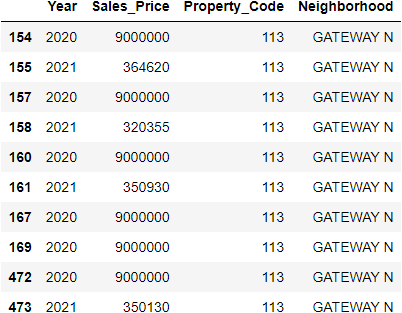 Year Sales_Price Property_Code Neighborhood
154 2020 9000000 113 GATEWAY N
155 2021 364620 113 GATEWAY N
157 2020 9000000 113 GATEWAY N
158 2021 320355 113 GATEWAY N
160 2020 9000000 113 GATEWAY N
161 2021 350930 113 GATEWAY N
167 2020 9000000 113 GATEWAY N
169 2020 9000000 113 GATEWAY N
472 2020 9000000 113 GATEWAY N
473 2021 350130 113 GATEWAY N